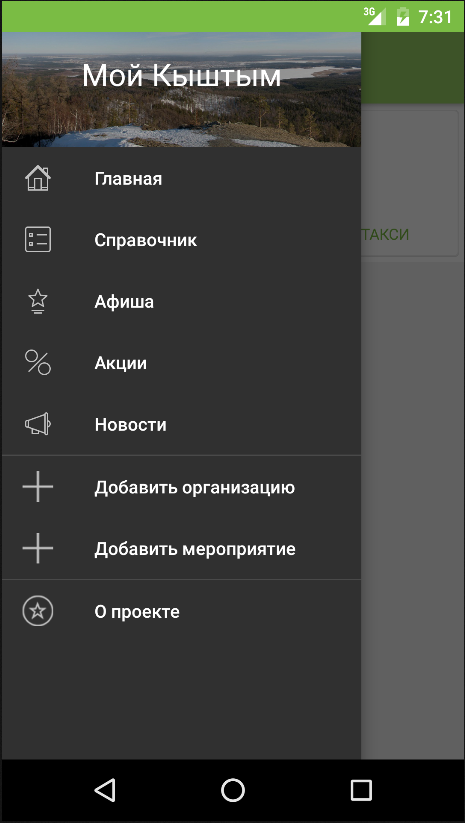 3G
7:31
Мой Кыштым
Главная
Справочник
ТАКСИ
Афиша
Акции
Новости
Добавить организацию
Добавить мероприятие
О проекте